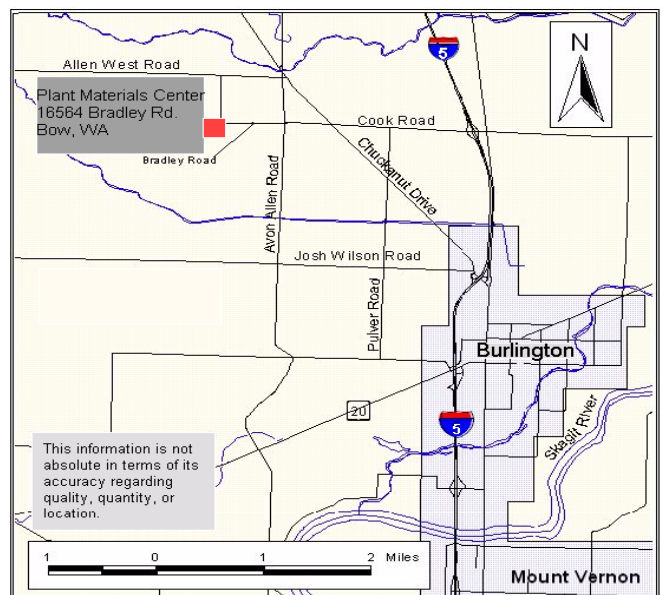 N
5
Allen West Road
Plant Materials Center
16564 Bradley Rd.
Bow, WA
Cook Road
Bradley Road
Chuckanut Drive
Avon Allen Road
Josh Wilson Road
Pulver Road
Burlington
20
5
Skagit River
This information is not
absolute in terms of its
accuracy regarding
quality, quantity, or
location.
1 0 1 2 Miles
Mount Vernon